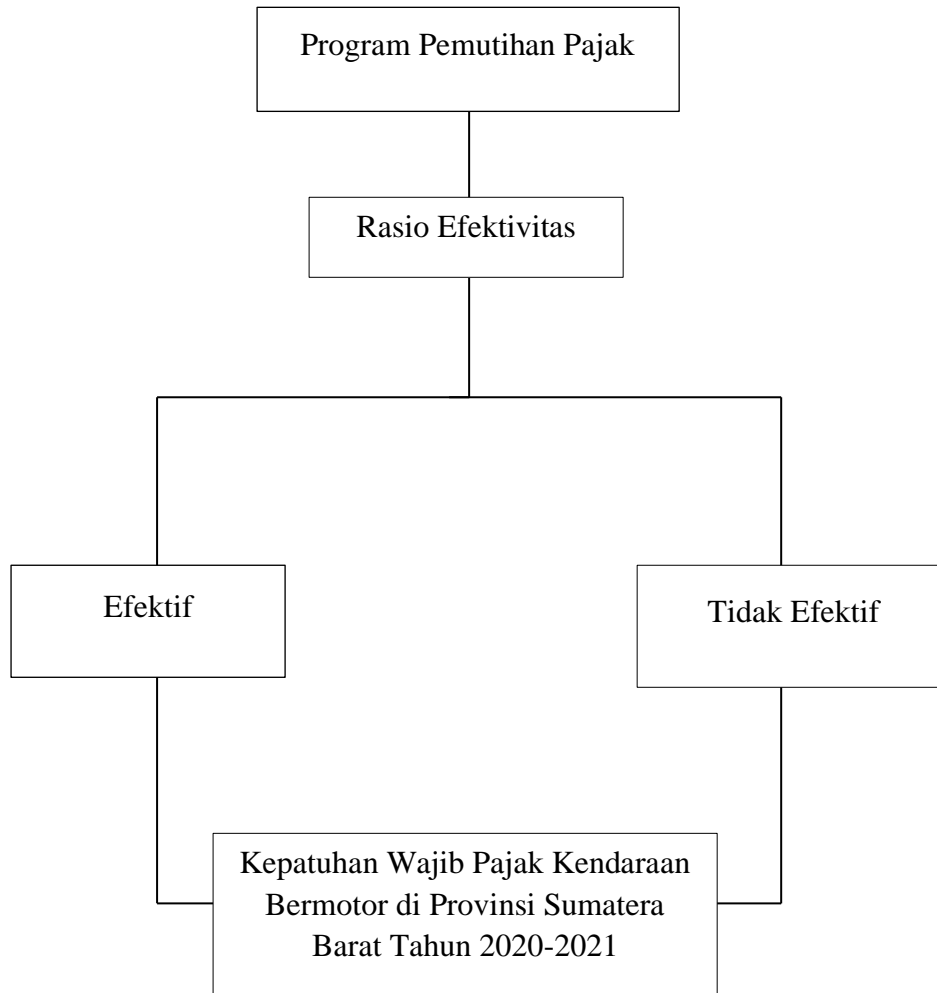 Program Pemutihan Pajak
Rasio Efektivitas
Efektif
Tidak Efektif
Kepatuhan Wajib Pajak Kendaraan
Bermotor di Provinsi Sumatera
Barat Tahun 2020-2021